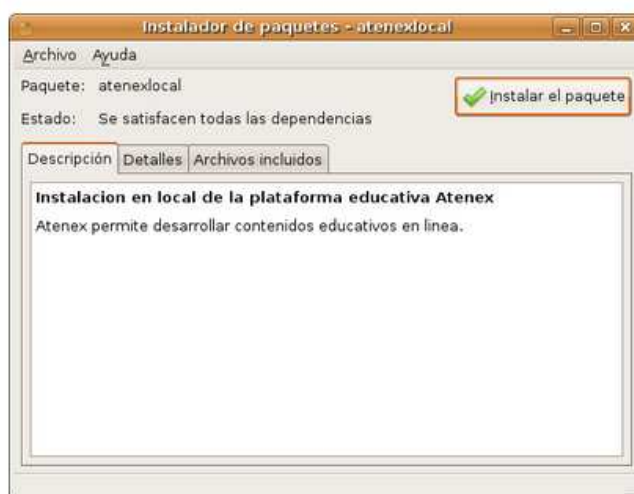 Instalador de paquetes - atenexlocal
Archivo Ayuda
Paquete: atenexlocal
Instalar el paquete
Estado: Se satisfacen todas las dependencias
Descripción Detalles Archivos incluidos
Instalacion en local de la plataforma educativa Atenex
Atenex permite desarrollar contenidos educativos en linea.